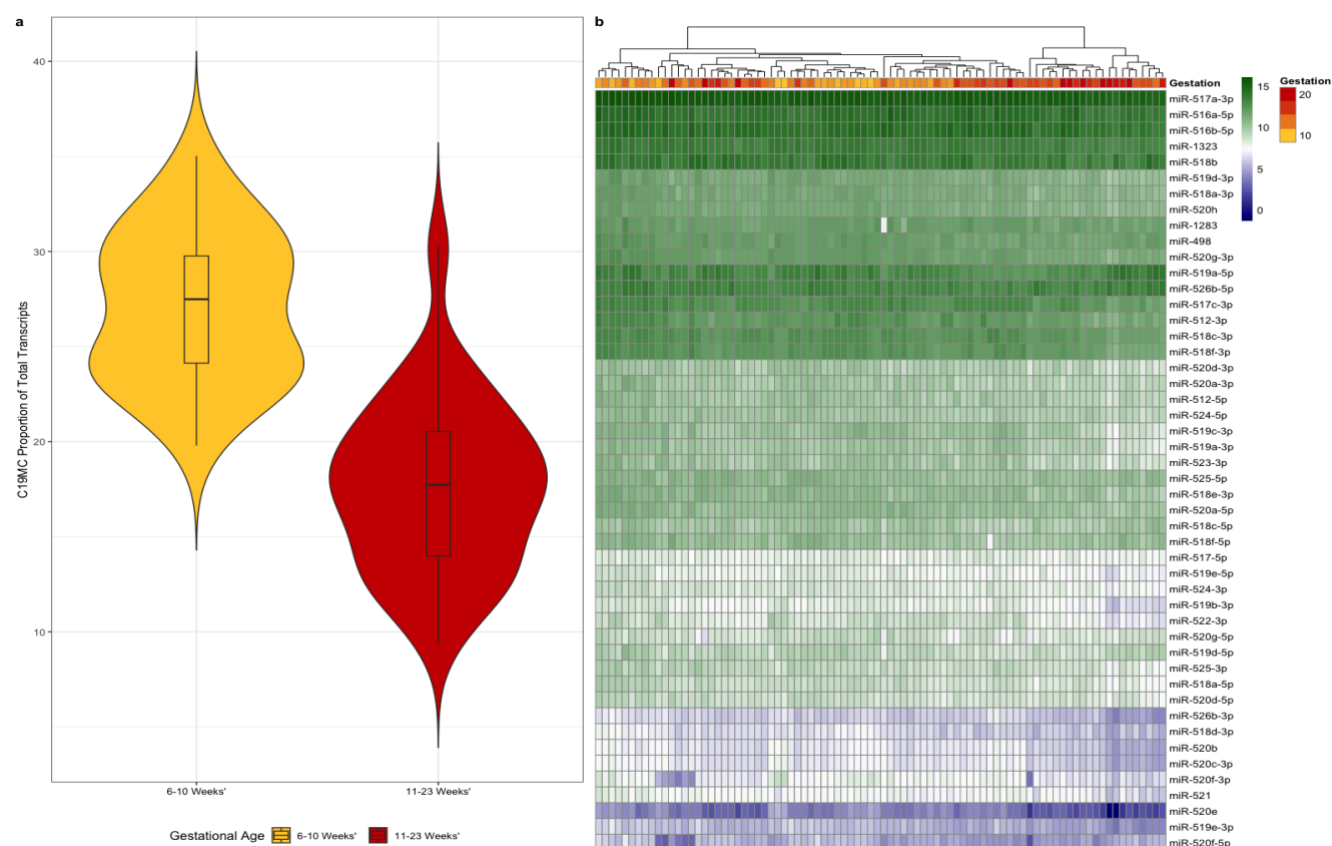 a
40
30
20
10
C19MC Proportion of Total Transcripts
6-10 Weeks'
11-23 Weeks'
Gestational Age
6-10 Weeks'
11-23 Weeks'
b
Gestation
miR-517a-3p
miR-516a-5p
miR-516b-5p
miR-1323
miR-518b
miR-519d-3p
miR-518a-3p
miR-520h
miR-1283
miR-498
miR-520g-3p
miR-519a-5p
miR-526b-5p
miR-517c-3p
miR-512-3p
miR-518c-3p
miR-518f-3p
miR-520d-3p
miR-520a-3p
miR-512-5p
miR-524-5p
miR-519c-3p
miR-519a-3p
miR-523-3p
miR-525-5p
miR-518e-3p
miR-520a-5p
miR-518c-5p
miR-518f-5p
miR-517-5p
miR-519e-5p
miR-524-3p
miR-519b-3p
miR-522-3p
miR-520g-5p
miR-519d-5p
miR-525-3p
miR-518a-5p
miR-520d-5p
miR-526b-3p
miR-518d-3p
miR-520b
miR-520c-3p
miR-520f-3p
miR-521
miR-520e
miR-519e-3p
miR-520f-5p
15
10
5
0
Gestation
20
10